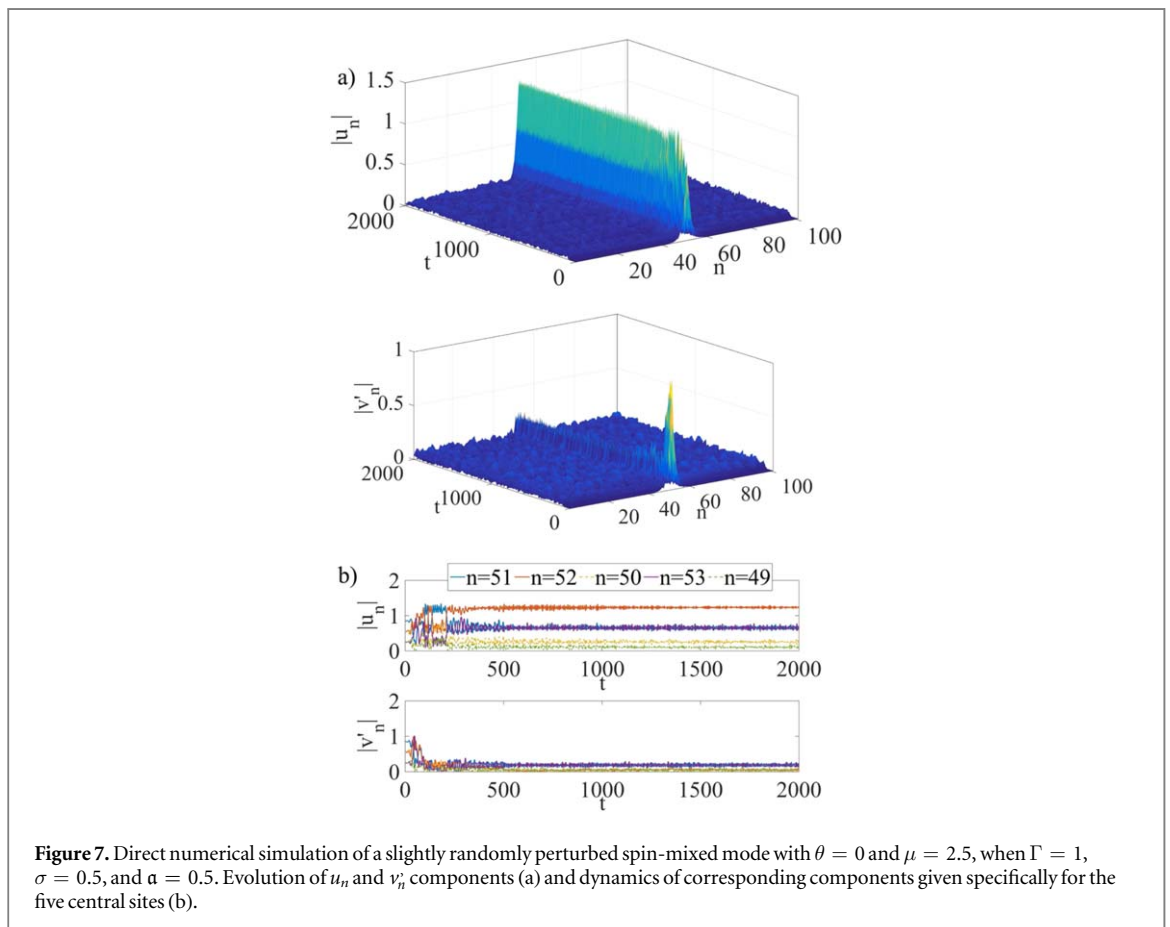 a)
1.5
1
0.5
0
|u_n|
2000
1000
0
t
20
40
60
80
100
n
1
0.5
0
|v'_n|
2000
1000
0
t
20
40
60
80
100
n
b)
n=51 n=52 n=50 n=53 n=49
2
1
0
|u_n|
0 500 1000 1500 2000
t
2
1
0
|v'_n|
0 500 1000 1500 2000
t
Figure 7. Direct numerical simulation of a slightly randomly perturbed spin-mixed mode with θ = 0 and μ = 2.5, when Γ = 1,
σ = 0.5, and 𝔞 = 0.5. Evolution of u_n and v'_n components (a) and dynamics of corresponding components given specifically for the
five central sites (b).